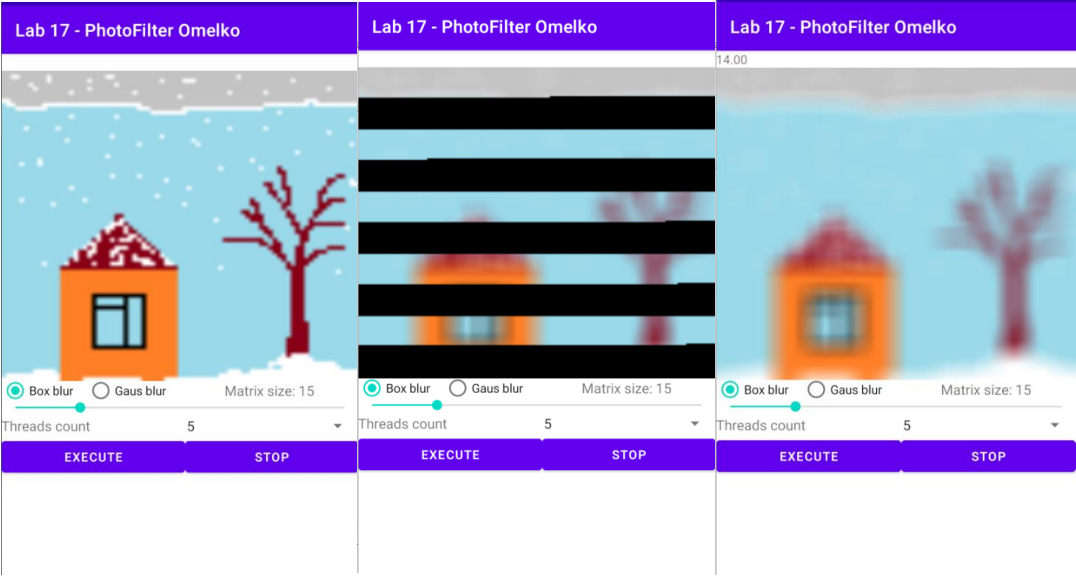 Lab 17 - PhotoFilter Omelko
Box blur Gaus blur Matrix size: 15
Threads count 5
EXECUTE STOP
Lab 17 - PhotoFilter Omelko
Box blur Gaus blur Matrix size: 15
Threads count 5
EXECUTE STOP
Lab 17 - PhotoFilter Omelko
14.00
Box blur Gaus blur Matrix size: 15
Threads count 5
EXECUTE STOP